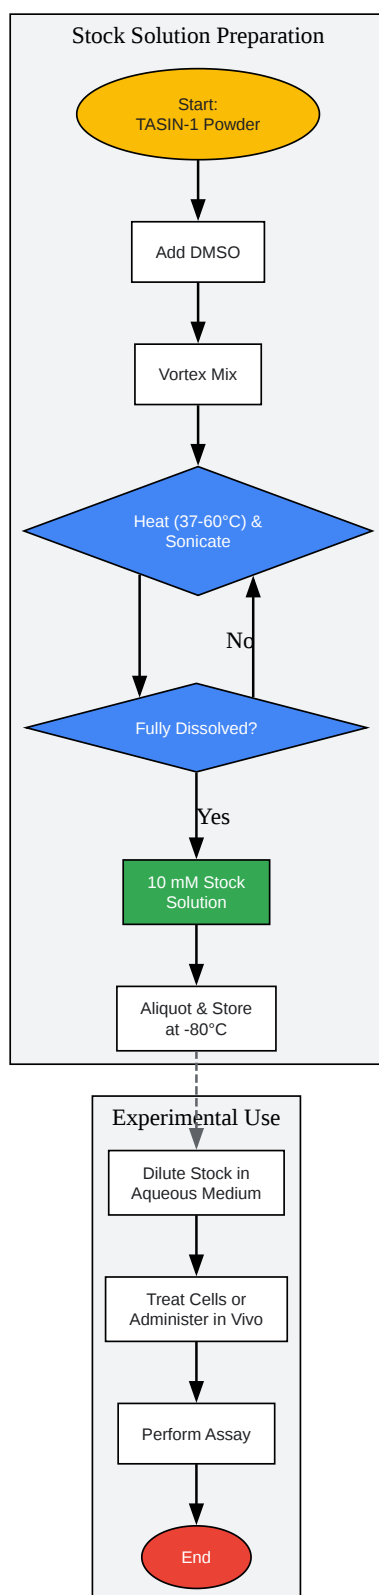 Stock Solution Preparation
Start:
TASIN-1 Powder
Add DMSO
Vortex Mix
Heat (37-60°C) &
Sonicate
No
Fully Dissolved?
Yes
10 mM Stock
Solution
Aliquot & Store
at -80°C
Experimental Use
Dilute Stock in
Aqueous Medium
Treat Cells or
Administer in Vivo
Perform Assay
End